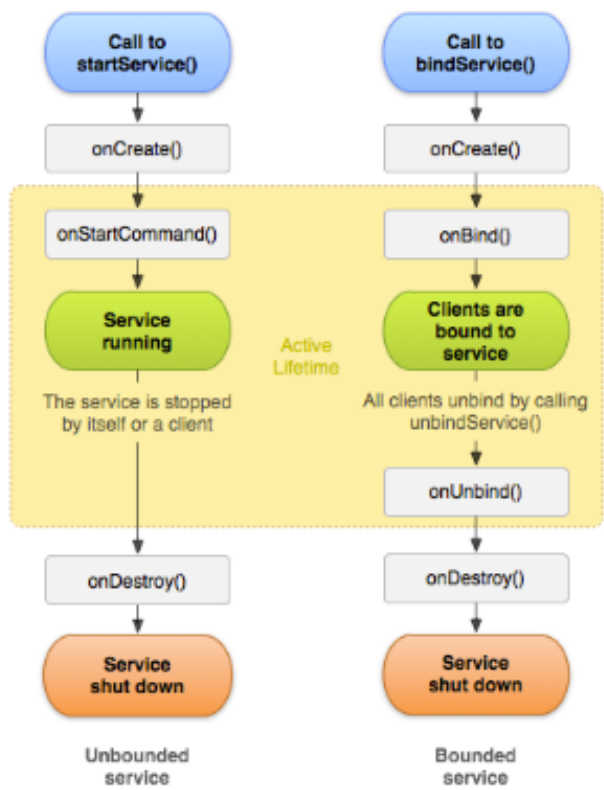 Call to
startService()
onCreate()
onStartCommand()
Service
running
The service is stopped
by itself or a client
onDestroy()
Service
shut down
Unbounded
service
Active
Lifetime
Call to
bindService()
onCreate()
onBind()
Clients are
bound to
service
All clients unbind by calling
unbindService()
onUnbind()
onDestroy()
Service
shut down
Bounded
service